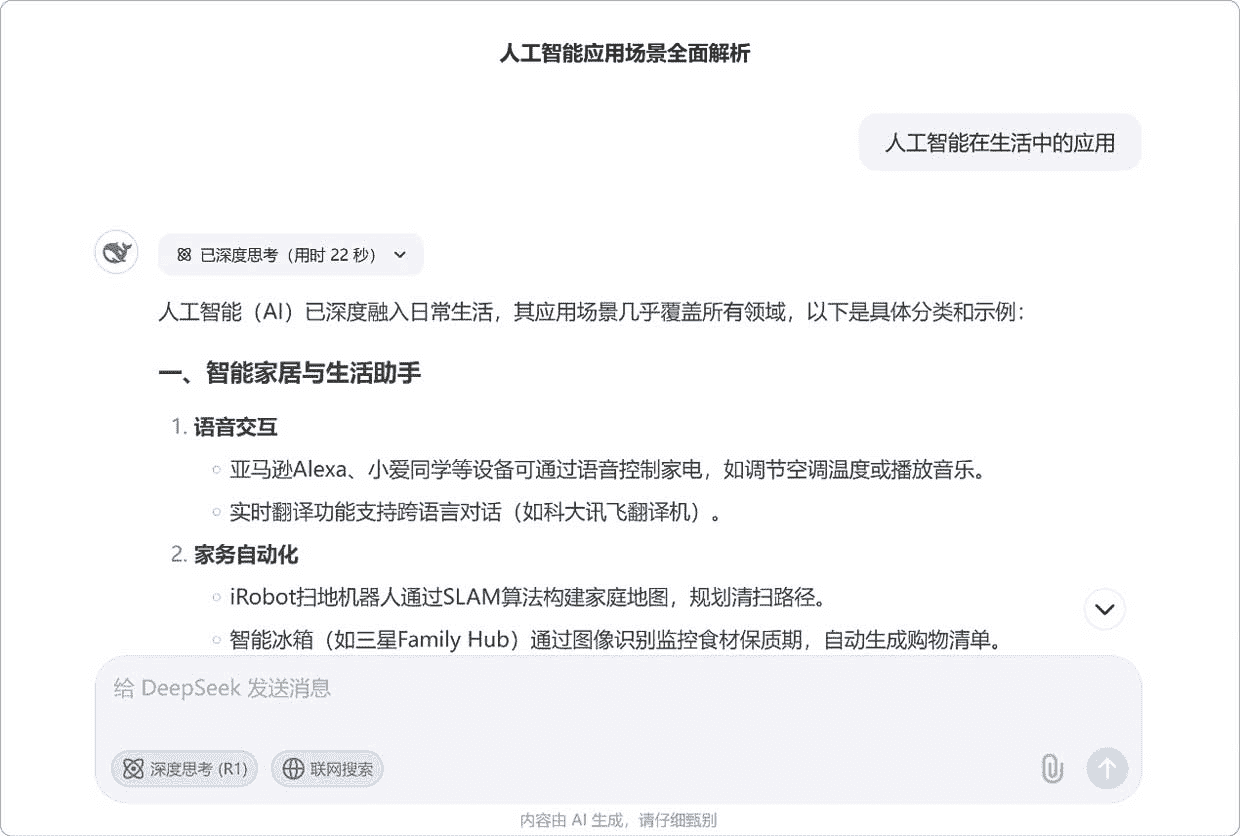 人工智能应用场景全面解析
人工智能在生活中的应用
已深度思考（用时 22 秒）
人工智能（AI）已深度融入日常生活，其应用场景几乎覆盖所有领域，以下是具体分类和示例：
一、智能家居与生活助手
1. 语音交互
亚马逊Alexa、小爱同学等设备可通过语音控制家电，如调节空调温度或播放音乐。
实时翻译功能支持跨语言对话（如科大讯飞翻译机）。
2. 家务自动化
iRobot扫地机器人通过SLAM算法构建家庭地图，规划清扫路径。
智能冰箱（如三星Family Hub）通过图像识别监控食材保质期，自动生成购物清单。
给 DeepSeek 发送消息
深度思考 (R1)
联网搜索
内容由 AI 生成，请仔细甄别